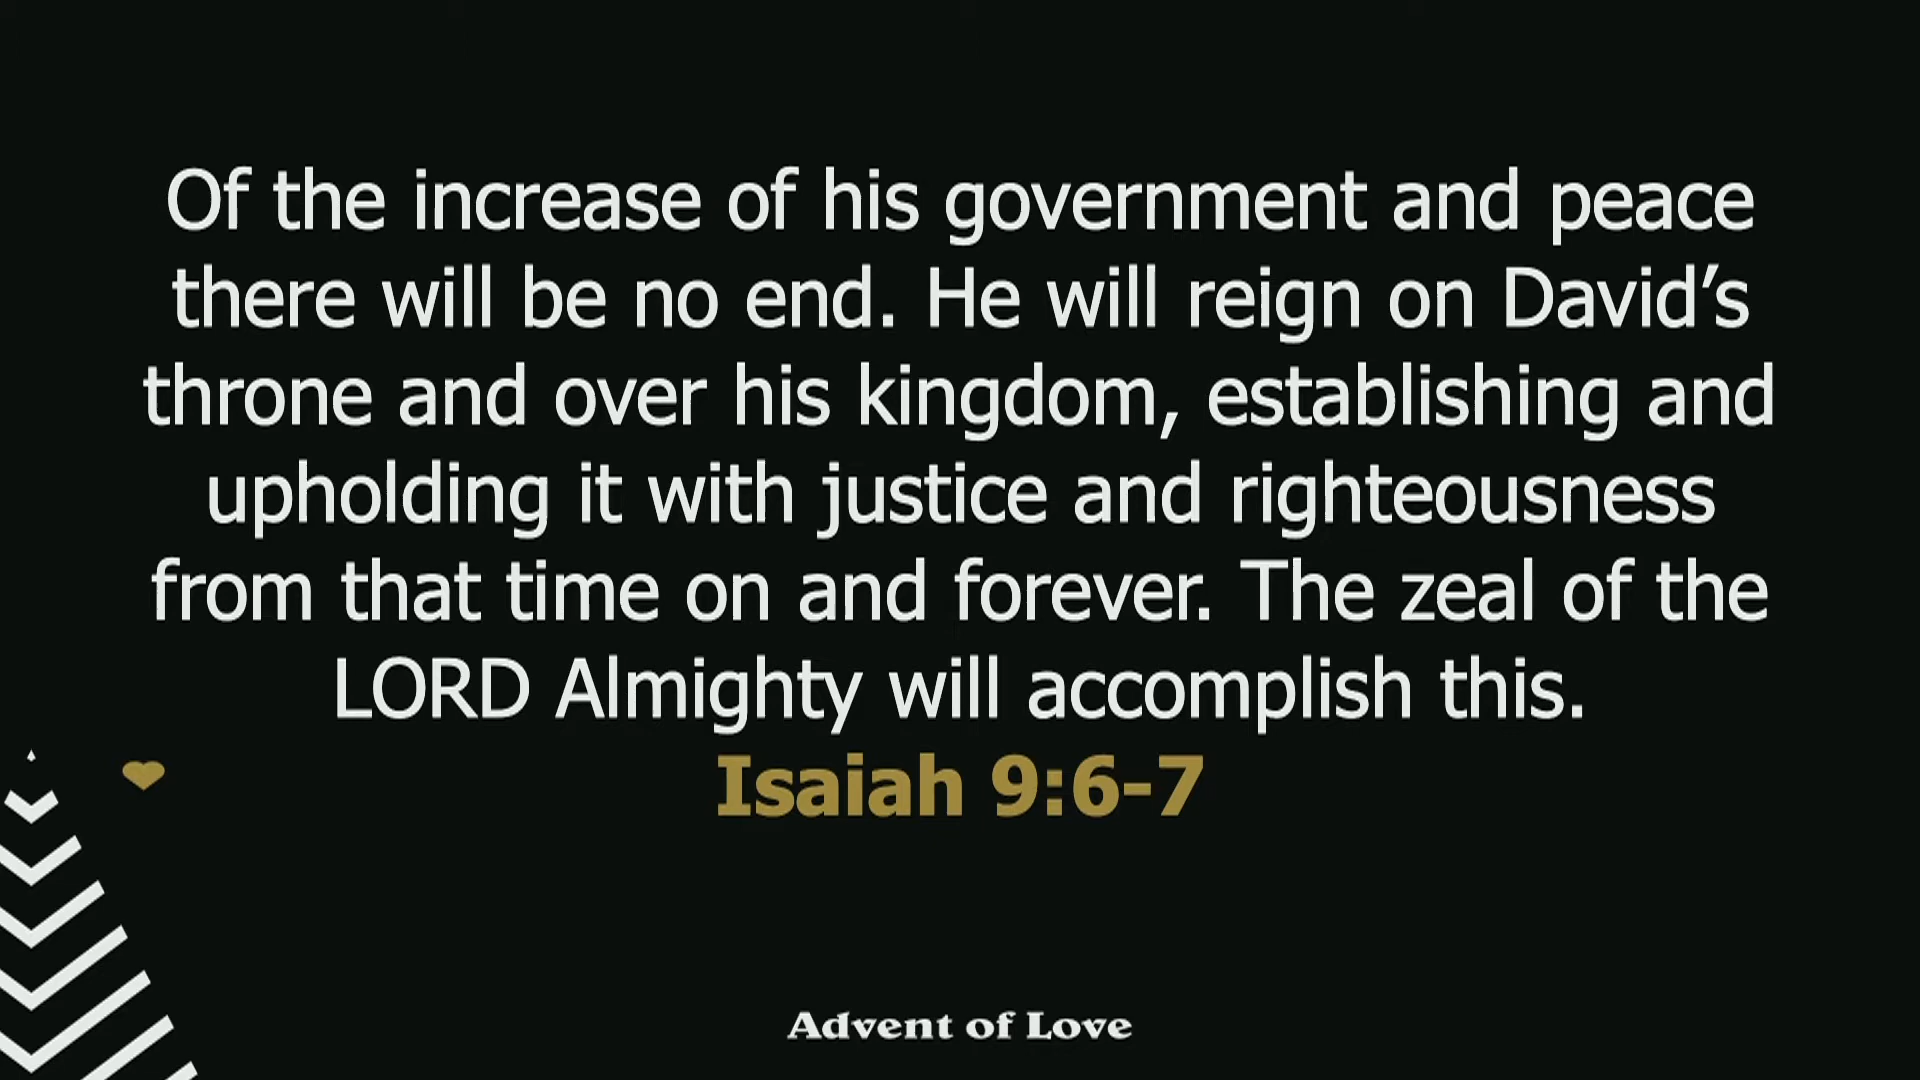 Of the increase of his government and peace
there will be no end. He will reign on David’s
throne and over his kingdom, establishing and
upholding it with justice and righteousness
from that time on and forever. The zeal of the
LORD Almighty will accomplish this.
Isaiah 9:6-7
Advent of Love